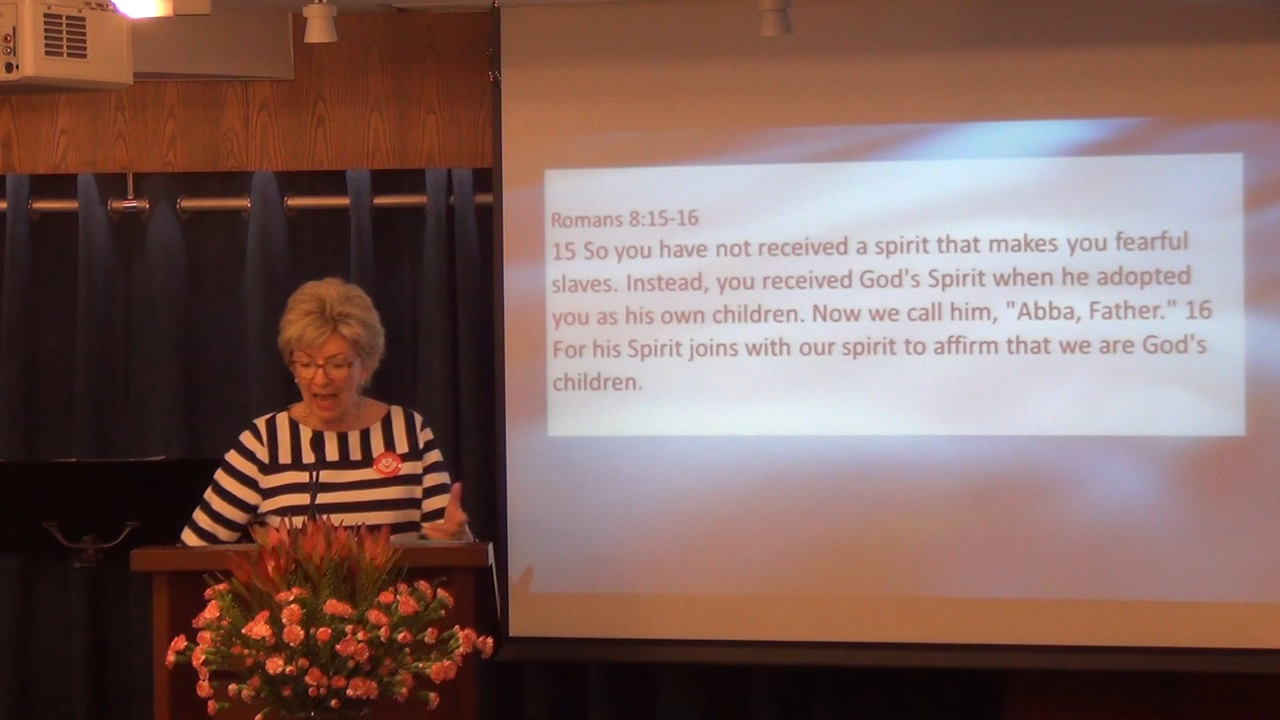 Romans 8:15-16
15 So you have not received a spirit that makes you fearful
slaves. Instead, you received God's Spirit when he adopted
you as his own children. Now we call him, "Abba, Father." 16
For his Spirit joins with our spirit to affirm that we are God's
children.